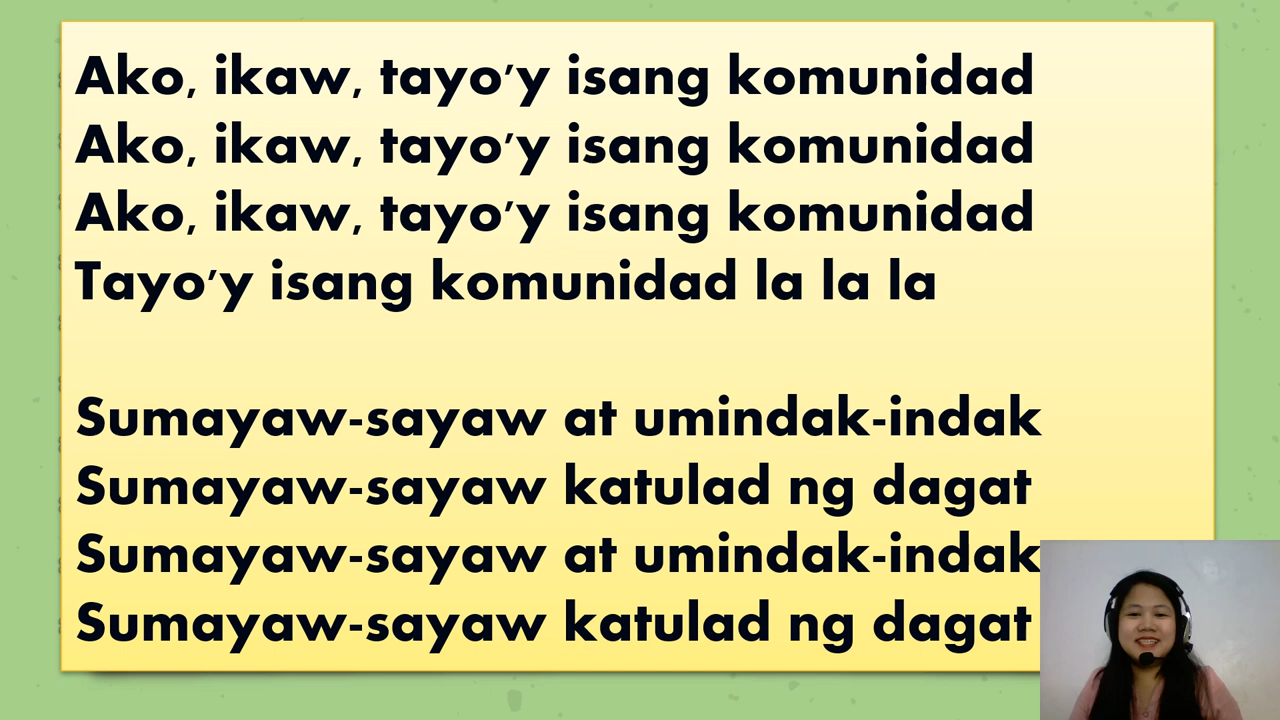 Ako, ikaw, tayo'y isang komunidad
Ako, ikaw, tayo'y isang komunidad
Ako, ikaw, tayo'y isang komunidad
Tayo'y isang komunidad la la la
Sumayaw-sayaw at umindak-indak
Sumayaw-sayaw katulad ng dagat
Sumayaw-sayaw at umindak-indak
Sumayaw-sayaw katulad ng dagat